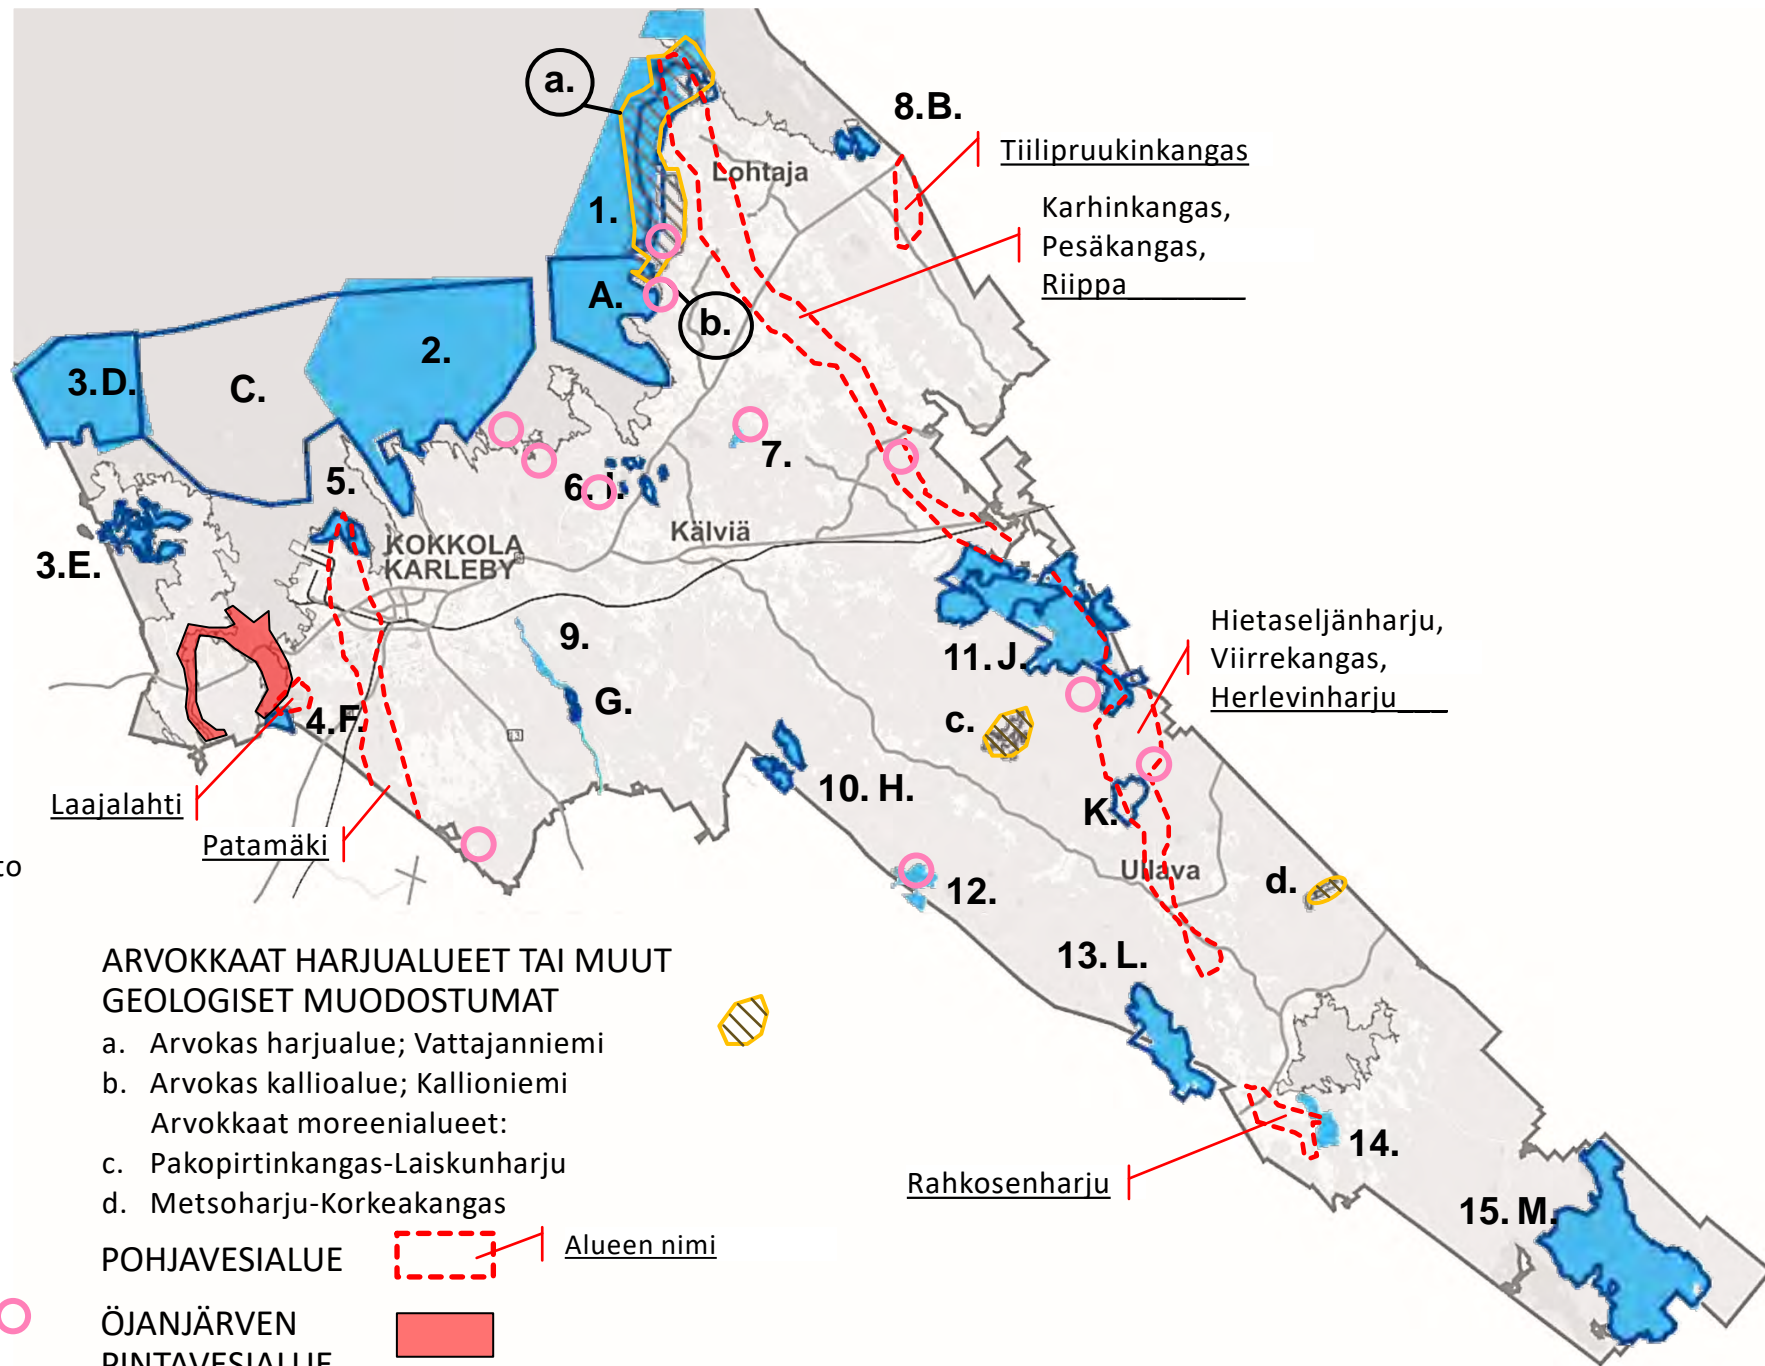 a.
8.B.
Tiilipruukinkangas
Lohtaja
Karhinkangas,
Pesäkangas,
Riippa
1.
A.
b.
2.
3.D.
C.
7.
5.
6. I.
Kälviä
KOKKOLA
KARLEBY
3.E.
9.
G.
11. J.
Hietaseljänharju,
Viirrekangas,
Herlevinharju
4.F.
c.
10. H.
K.
Laajalahti
Patamäki
Ullava
d.
12.
to
13. L.
ARVOKKAAT HARJUALUEET TAI MUUT
GEOLOGISET MUODOSTUMAT
a. Arvokas harjualue; Vattajanniemi
b. Arvokas kallioalue; Kallioniemi
Arvokkaat moreenialueet:
c. Pakopirtinkangas-Laiskunharju
d. Metsoharju-Korkeakangas
14.
Rahkosenharju
15. M.
POHJAVESIALUE
Alueen nimi
ÖJANJÄRVEN
PINTAVESIALUE